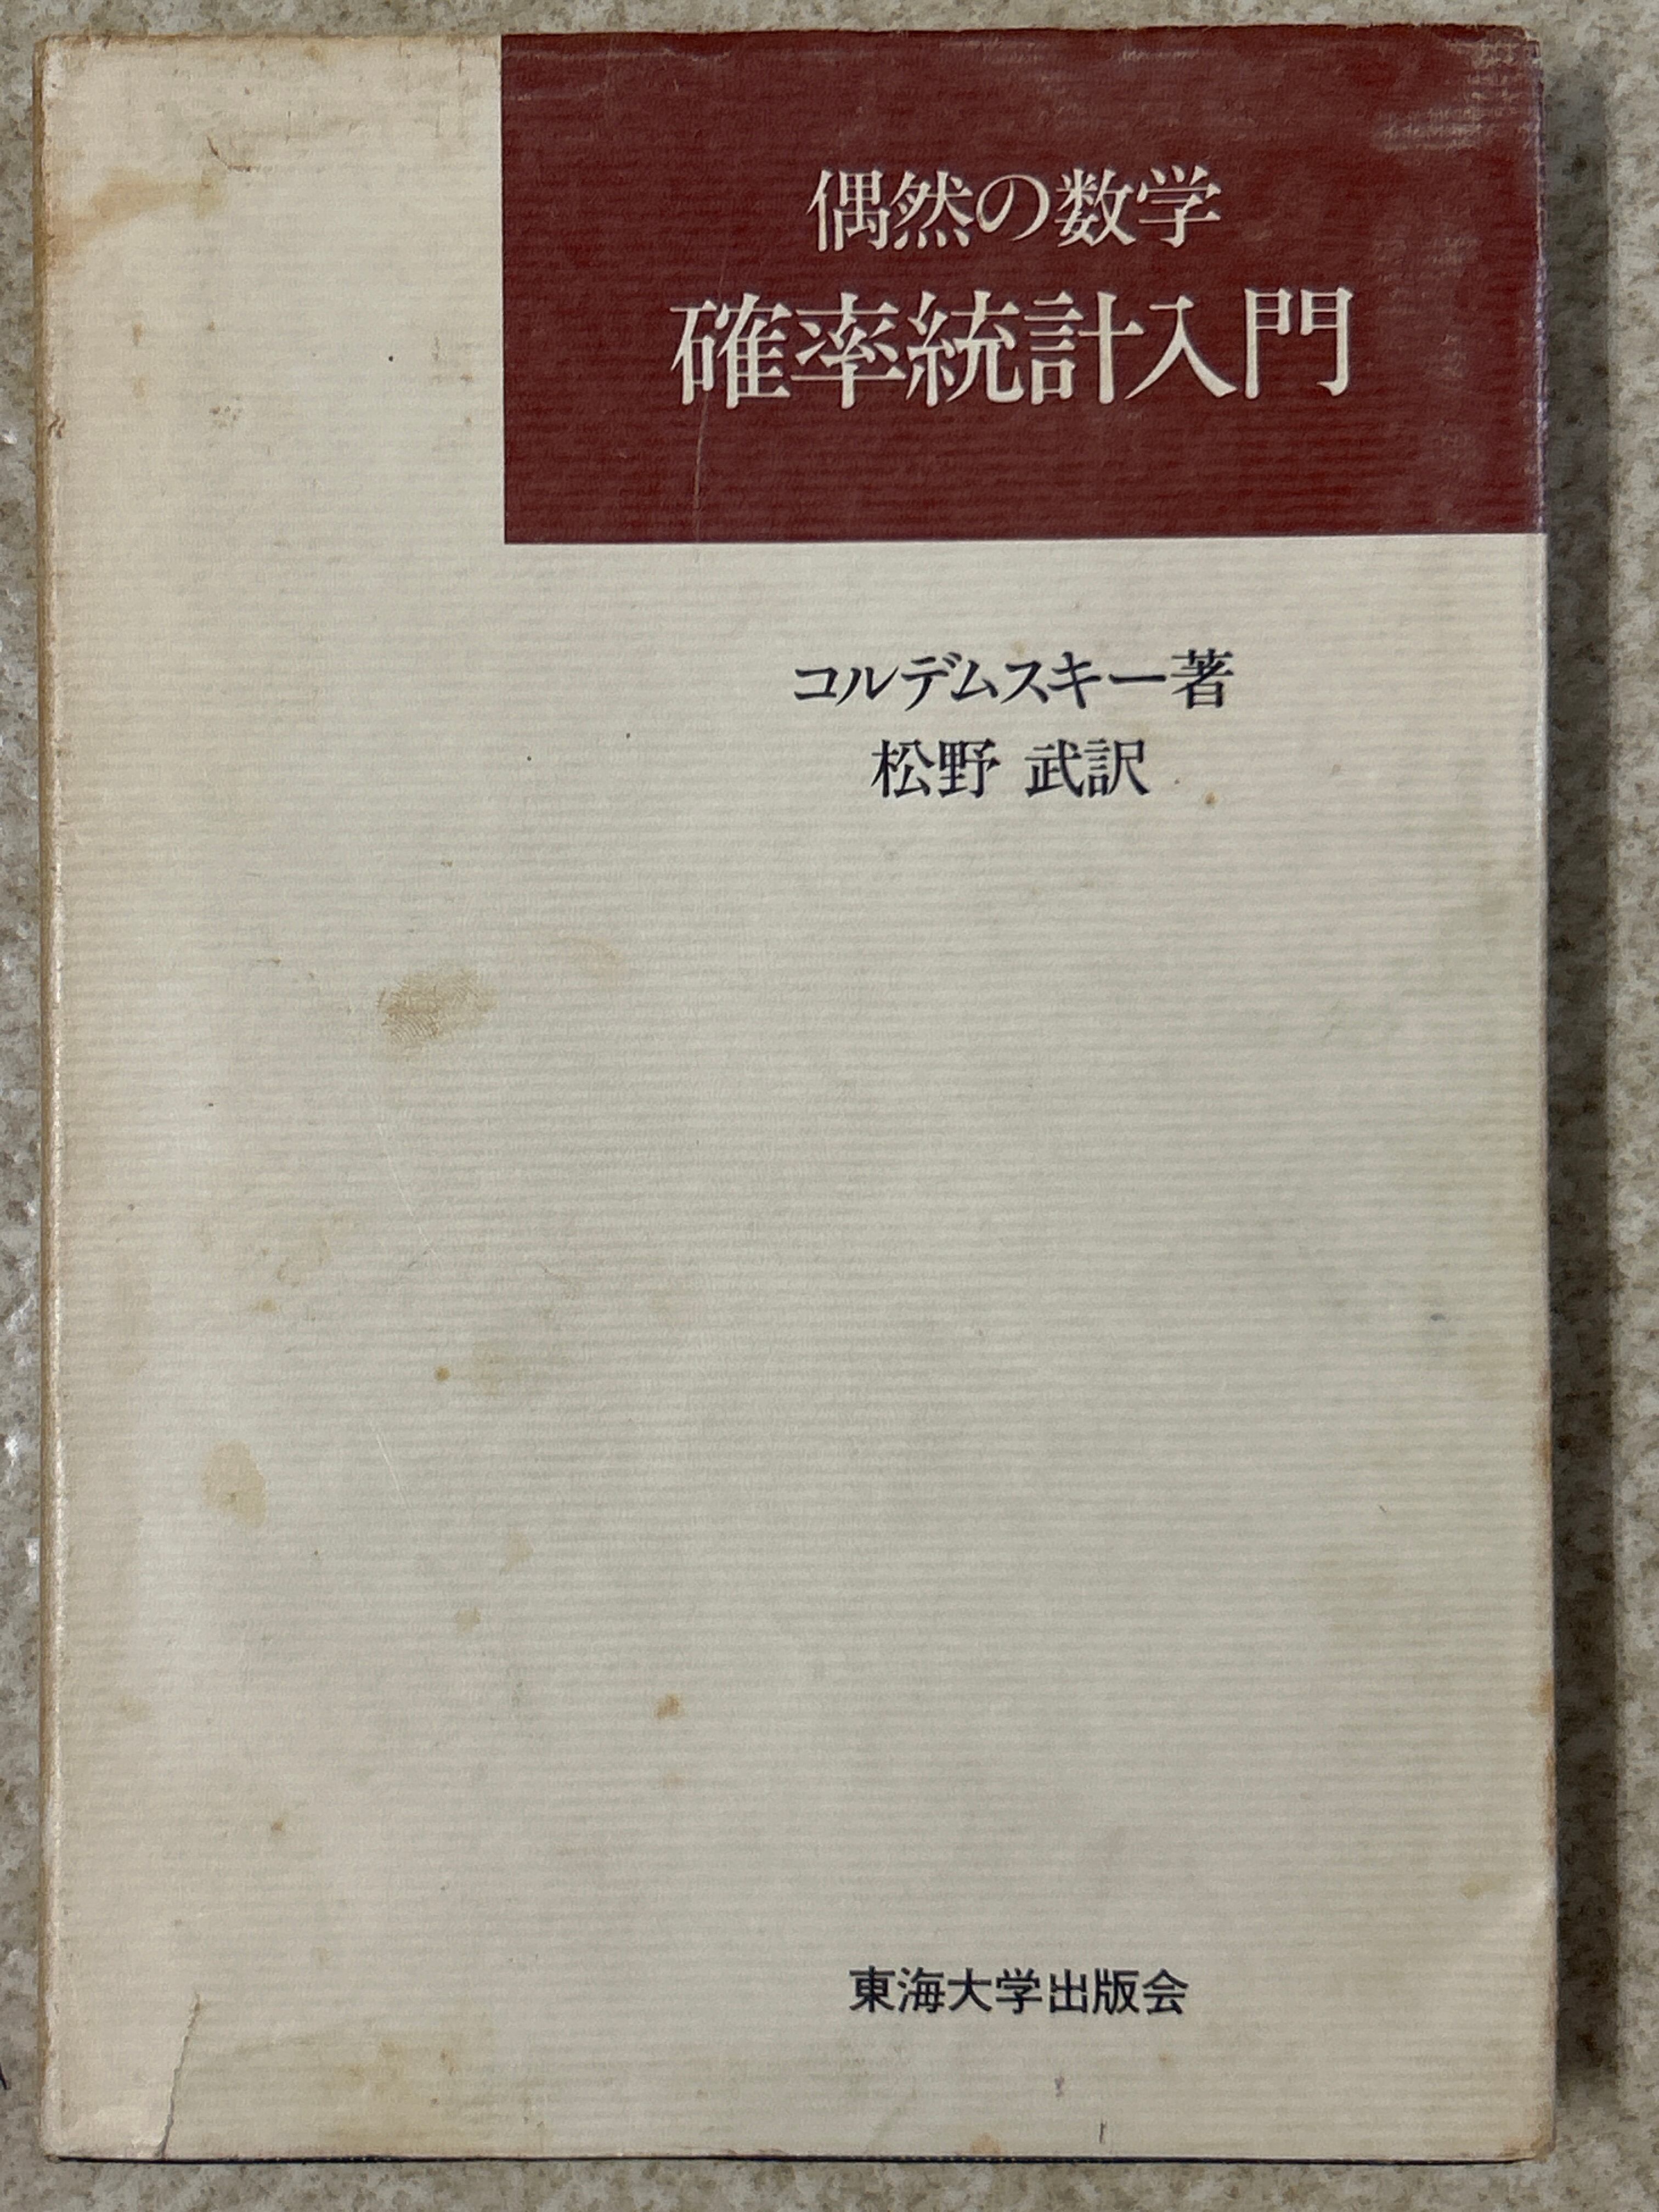 偶然の数学
確率統計入門
コルデムスキー著
松野 武訳
東海大学出版会